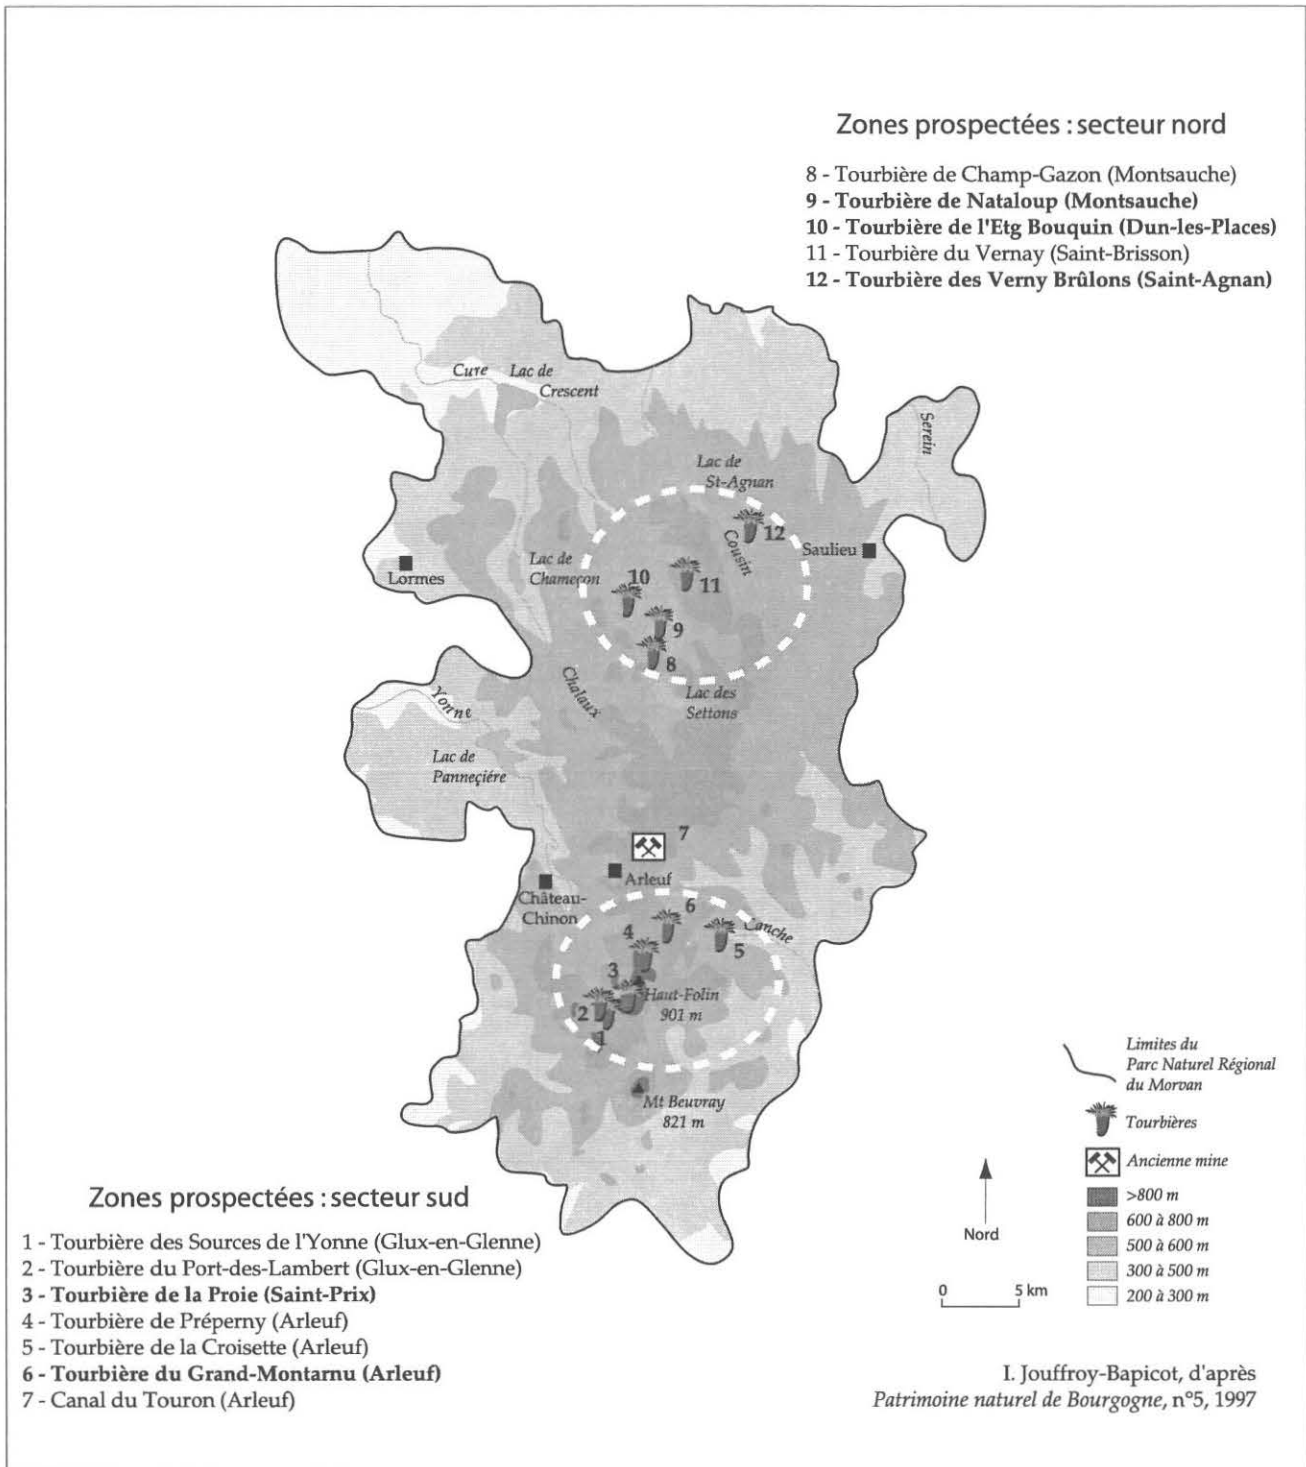 Zones prospectées : secteur nord
8 - Tourbière de Champ-Gazon (Montsauche)
9 - Tourbière de Nataloup (Montsauche)
10 - Tourbière de l'Etg Bouquin (Dun-les-Places)
11 - Tourbière du Vernay (Saint-Brisson)
12 - Tourbière des Verny Brûlons (Saint-Agnan)
Cure
Lac de
Crescent
Serein
Lac de
St-Agnan
12
Cousin
Saulieu
Lormes
Lac de
Chameçon
10
11
9
8
Chalaux
Lac des
Settons
Yonne
Lac de
Panneçiére
7
Arleuf
Château-
Chinon
6
4
Canche
5
3
Haut-Folin
901 m
2
1
Mt Beuvray
821 m
Limites du
Parc Naturel Régional
du Morvan
Tourbières
Ancienne mine
>800 m
600 à 800 m
500 à 600 m
300 à 500 m
200 à 300 m
Nord
0 5 km
Zones prospectées : secteur sud
1 - Tourbière des Sources de l'Yonne (Glux-en-Glenne)
2 - Tourbière du Port-des-Lambert (Glux-en-Glenne)
3 - Tourbière de la Proie (Saint-Prix)
4 - Tourbière de Préperny (Arleuf)
5 - Tourbière de la Croisette (Arleuf)
6 - Tourbière du Grand-Montarnu (Arleuf)
7 - Canal du Touron (Arleuf)
I. Jouffroy-Bapicot, d'après
Patrimoine naturel de Bourgogne, n°5, 1997